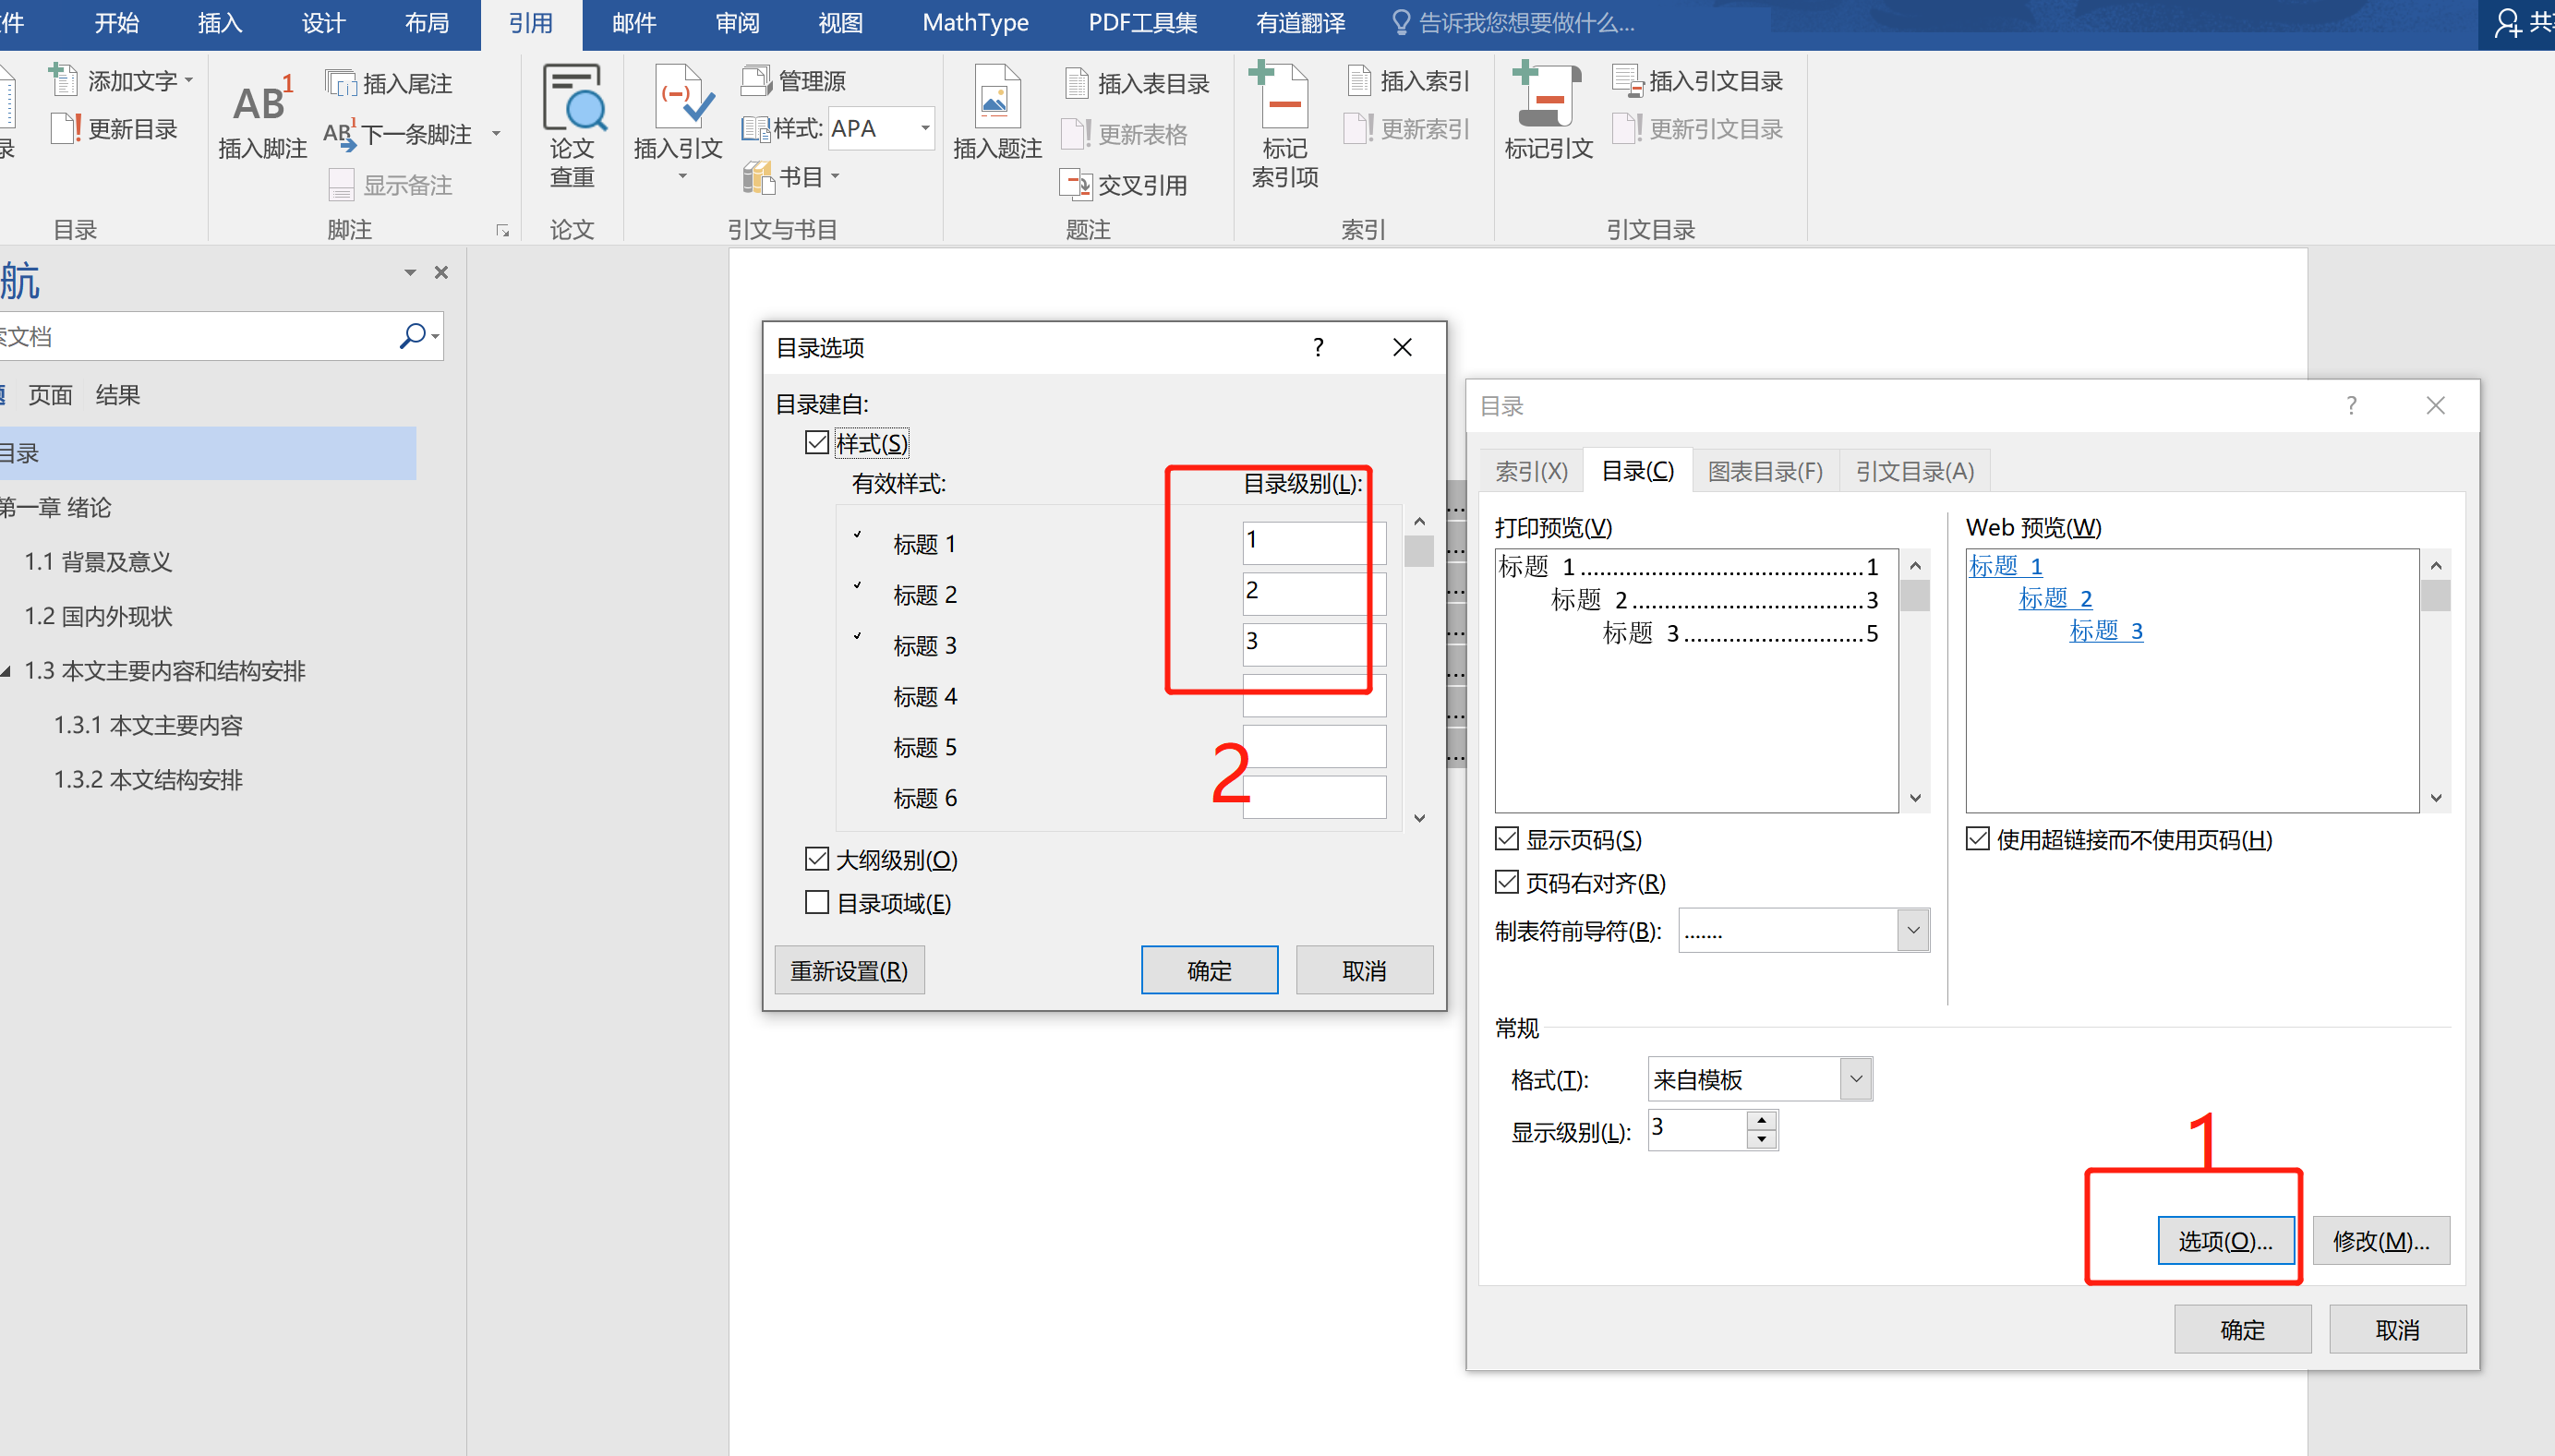 件 开始 插入 设计 布局 引用 邮件 审阅 视图 MathType PDF工具集 有道翻译 告诉我您想要做什么... 共
录
添加文字
更新目录
目录
AB1
插入脚注
插入尾注
AB1 下一条脚注
显示备注
脚注
论文
查重
论文
(-)
插入引文
管理源
样式: APA
书目
引文与书目
插入题注
插入表目录
更新表格
交叉引用
题注
标记
索引项
插入索引
更新索引
索引
标记引文
插入引文目录
更新引文目录
引文目录
航
索文档
题 页面 结果
目录
第一章 绪论
1.1 背景及意义
1.2 国内外现状
1.3 本文主要内容和结构安排
1.3.1 本文主要内容
1.3.2 本文结构安排
目录选项 ?
目录建自:
样式(S)
有效样式: 目录级别(L):
标题 1 1
标题 2 2
标题 3 3
标题 4
标题 5
标题 6
2
大纲级别(O)
目录项域(E)
重新设置(R) 确定 取消
目录 ?
索引(X) 目录(C) 图表目录(F) 引文目录(A)
打印预览(V)
标题 1......................................1
标题 2................................3
标题 3..........................5
显示页码(S)
页码右对齐(R)
制表符前导符(B): .......
Web 预览(W)
标题 1
标题 2
标题 3
使用超链接而不使用页码(H)
常规
格式(T): 来自模板
显示级别(L): 3
1
选项(O)... 修改(M)...
确定 取消